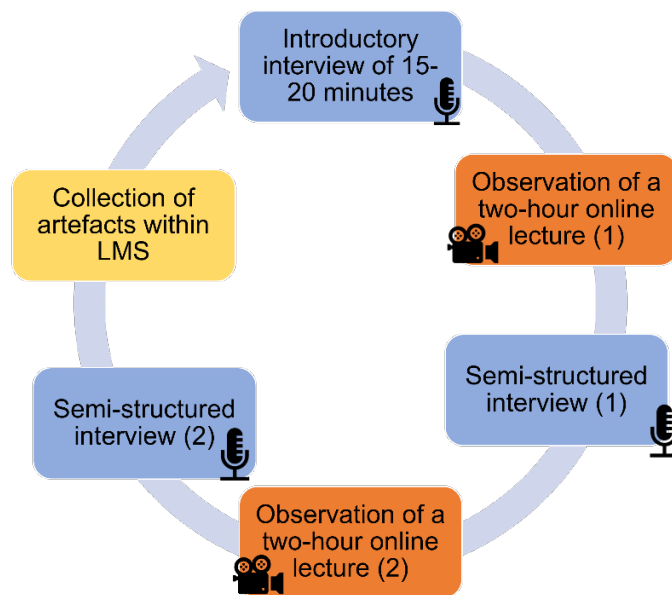 Introductory
interview of 15-
20 minutes
Observation of a
two-hour online
lecture (1)
Semi-structured
interview (1)
Observation of a
two-hour online
lecture (2)
Semi-structured
interview (2)
Collection of
artefacts within
LMS